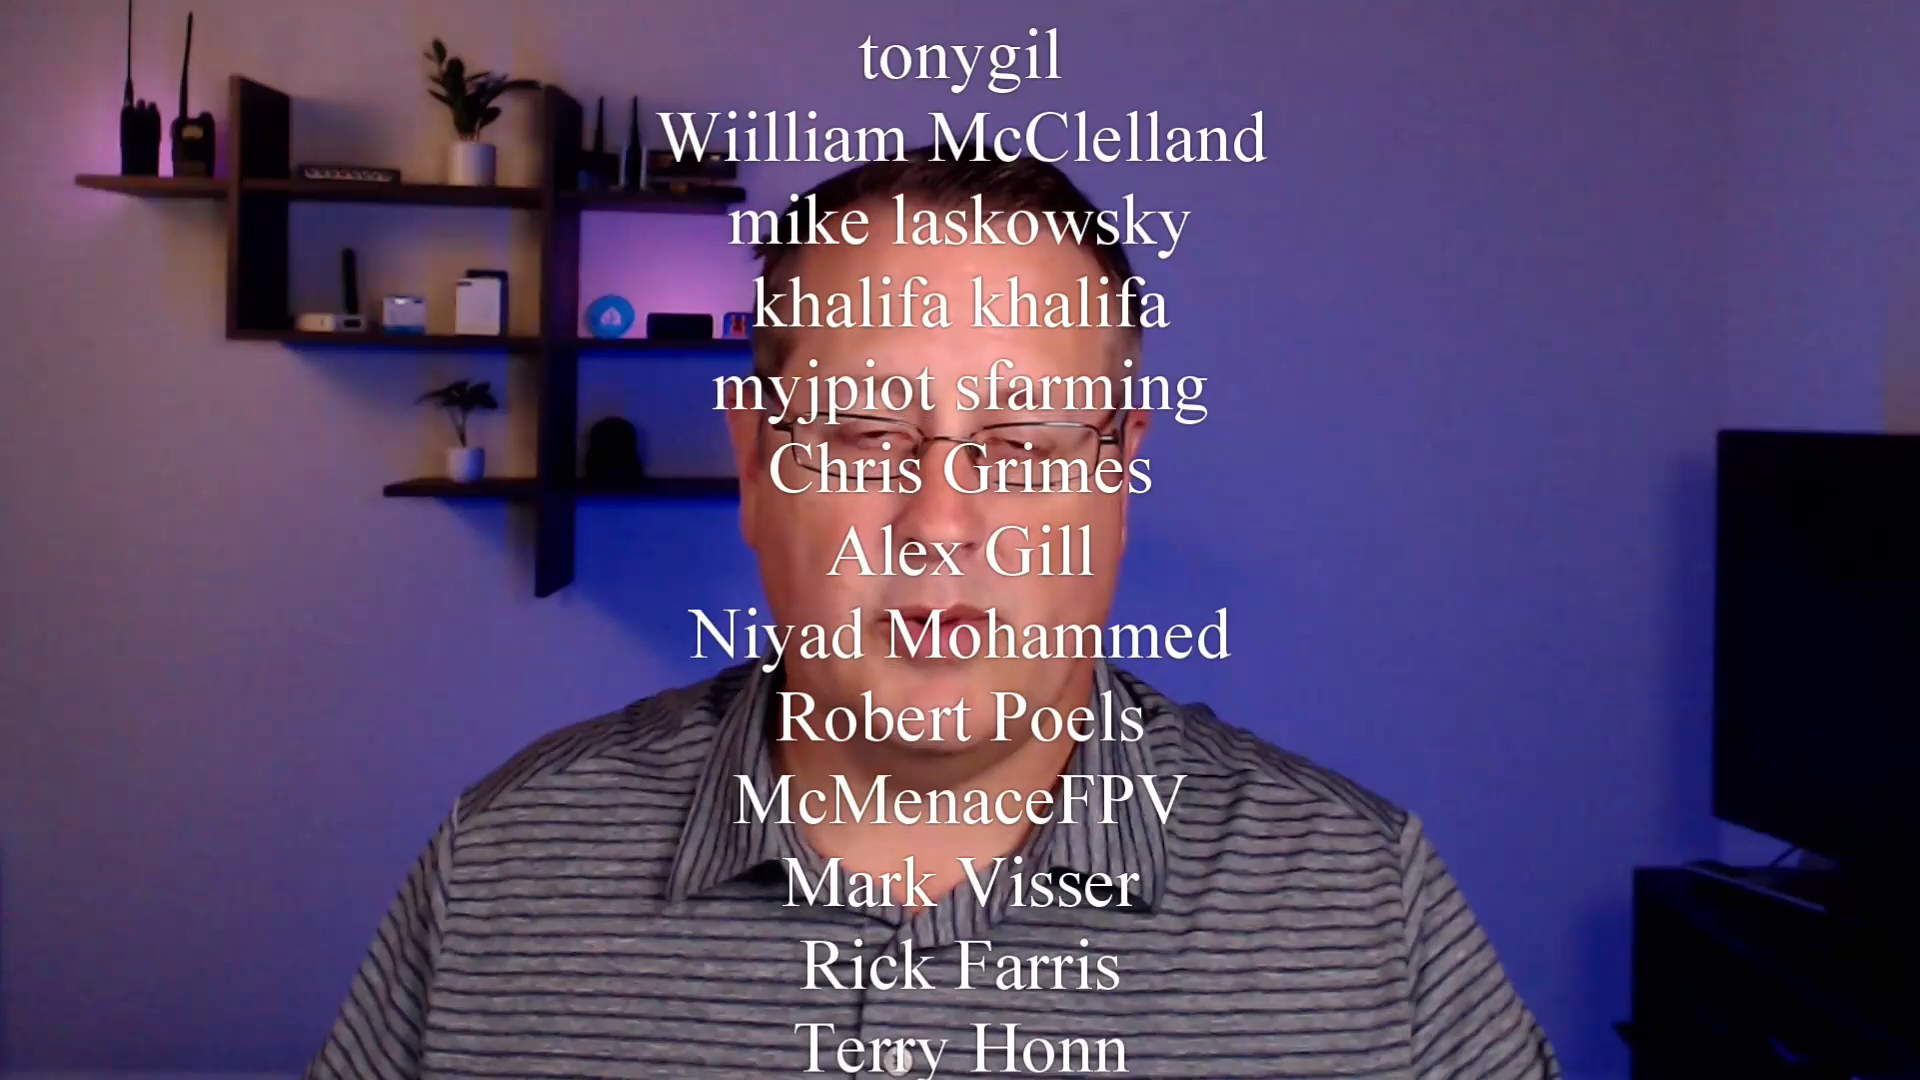 tonygil
Wiilliam McClelland
mike laskowsky
khalifa khalifa
myjpiot sfarming
Chris Grimes
Alex Gill
Niyad Mohammed
Robert Poels
McMenaceFPV
Mark Visser
Rick Farris
Terry Honn